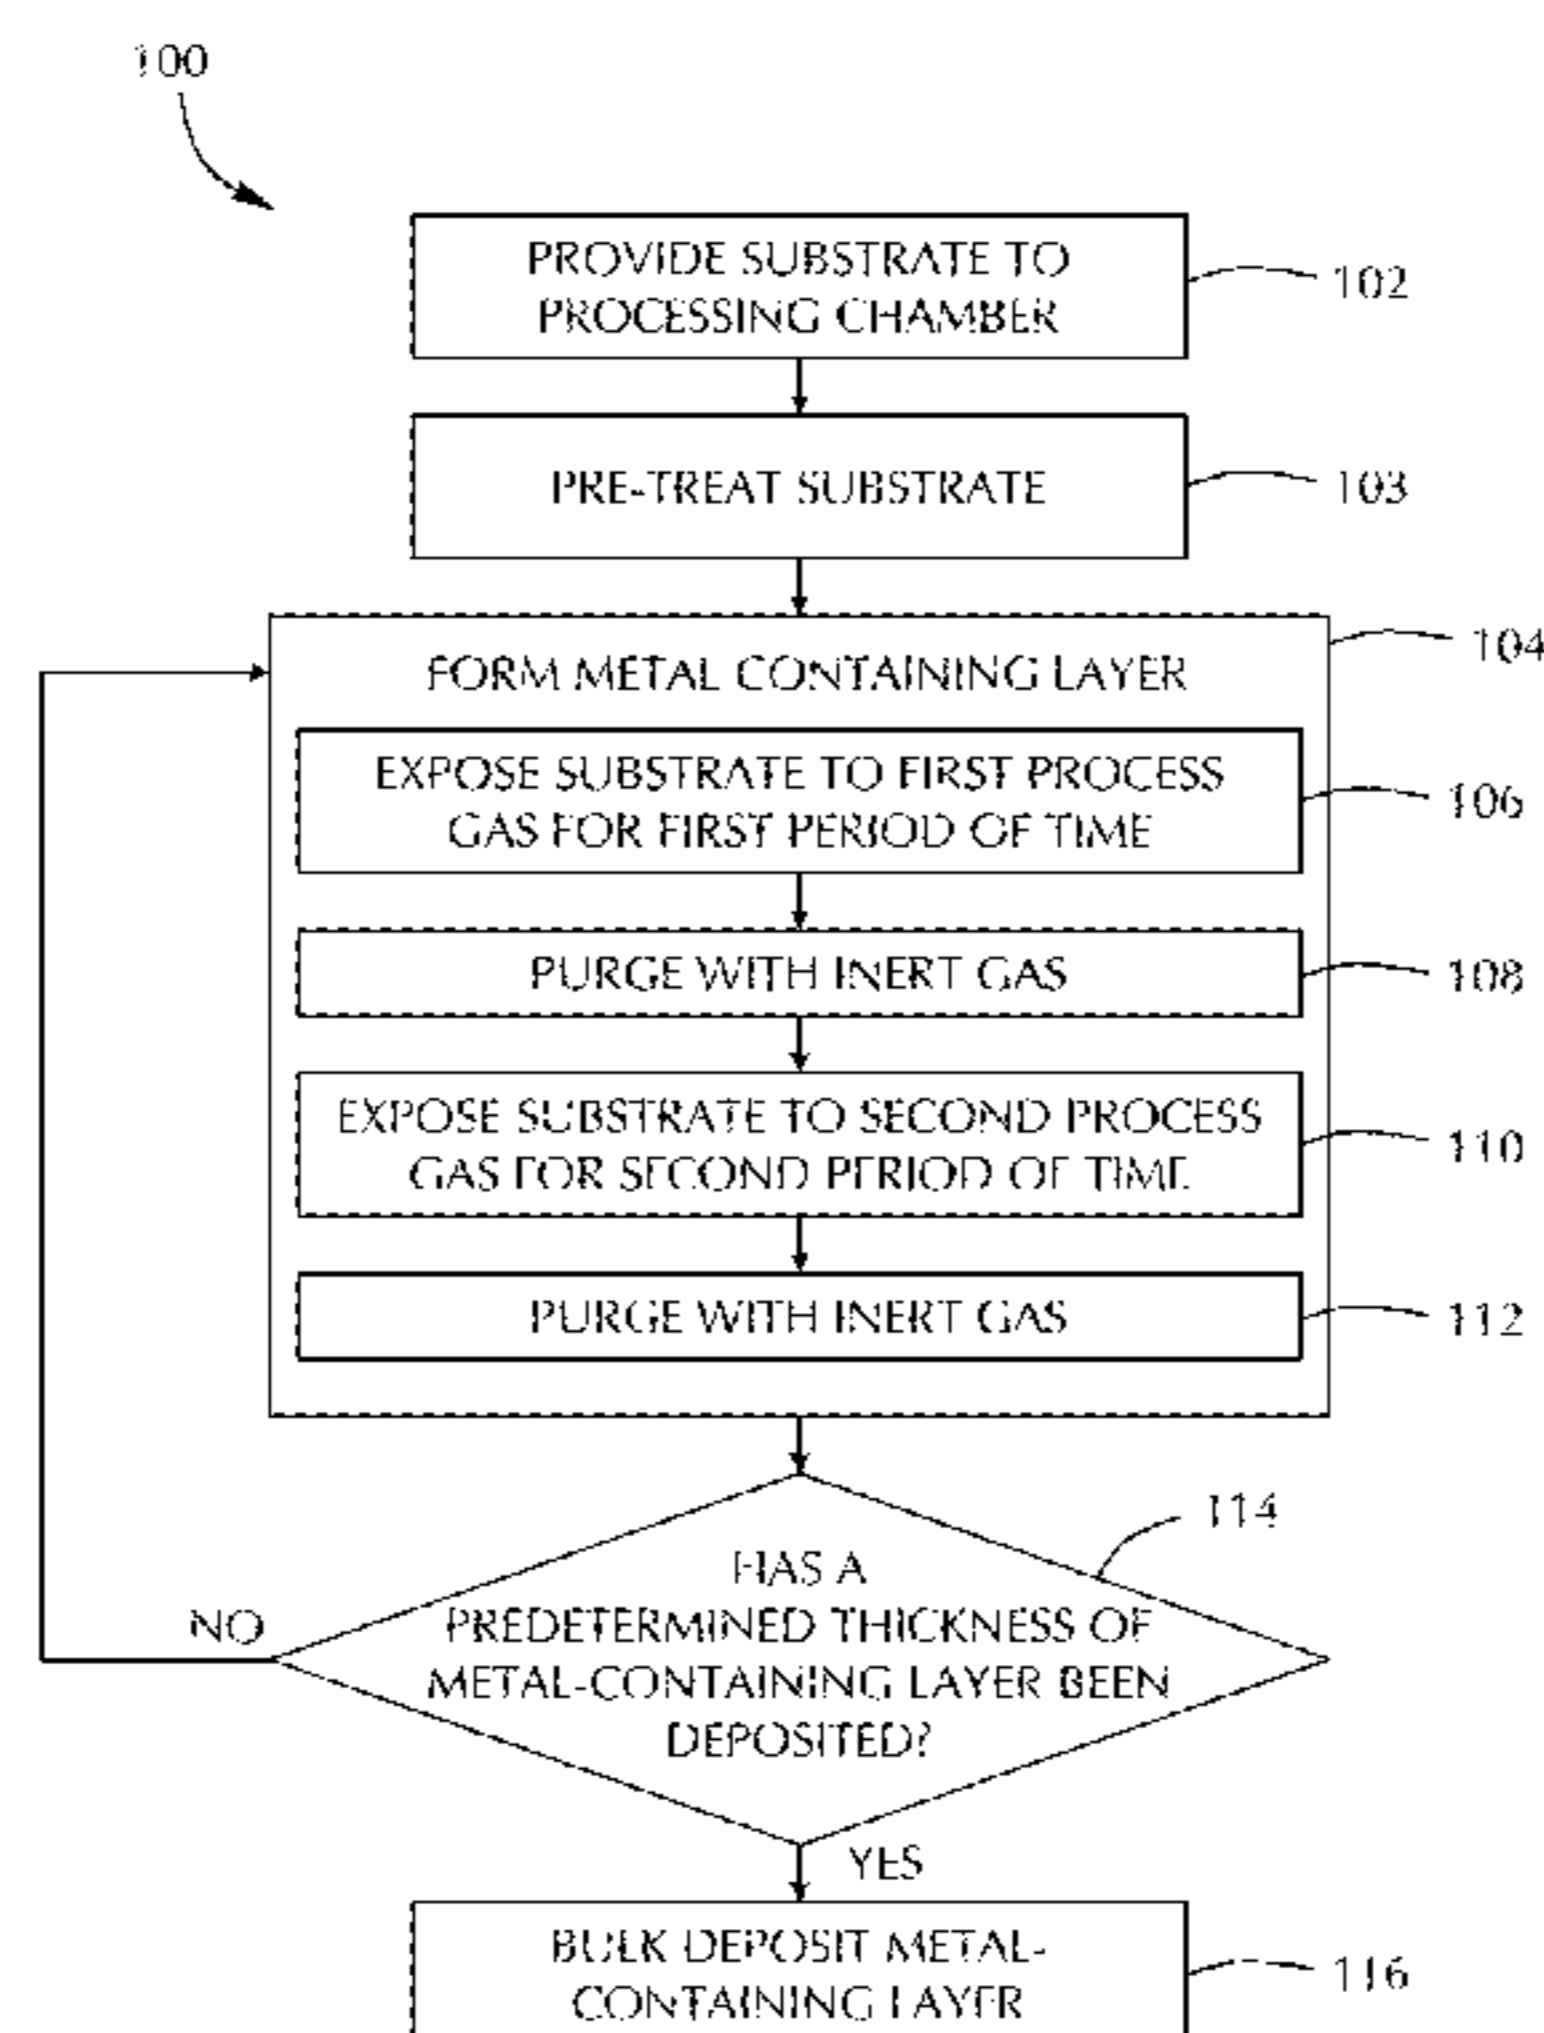 100
PROVIDE SUBSTRATE TO
PROCESSING CHAMBER
102
PRE-TREAT SUBSTRATE
103
FORM METAL CONTAINING LAYER
104
EXPOSE SUBSTRATE TO FIRST PROCESS
GAS FOR FIRST PERIOD OF TIME
106
PURGE WITH INERT GAS
108
EXPOSE SUBSTRATE TO SECOND PROCESS
GAS FOR SECOND PERIOD OF TIME
110
PURGE WITH INERT GAS
112
114
HAS A
PREDETERMINED THICKNESS OF
METAL-CONTAINING LAYER BEEN
DEPOSITED?
NO
YES
BULK DEPOSIT METAL-
CONTAINING LAYER
116